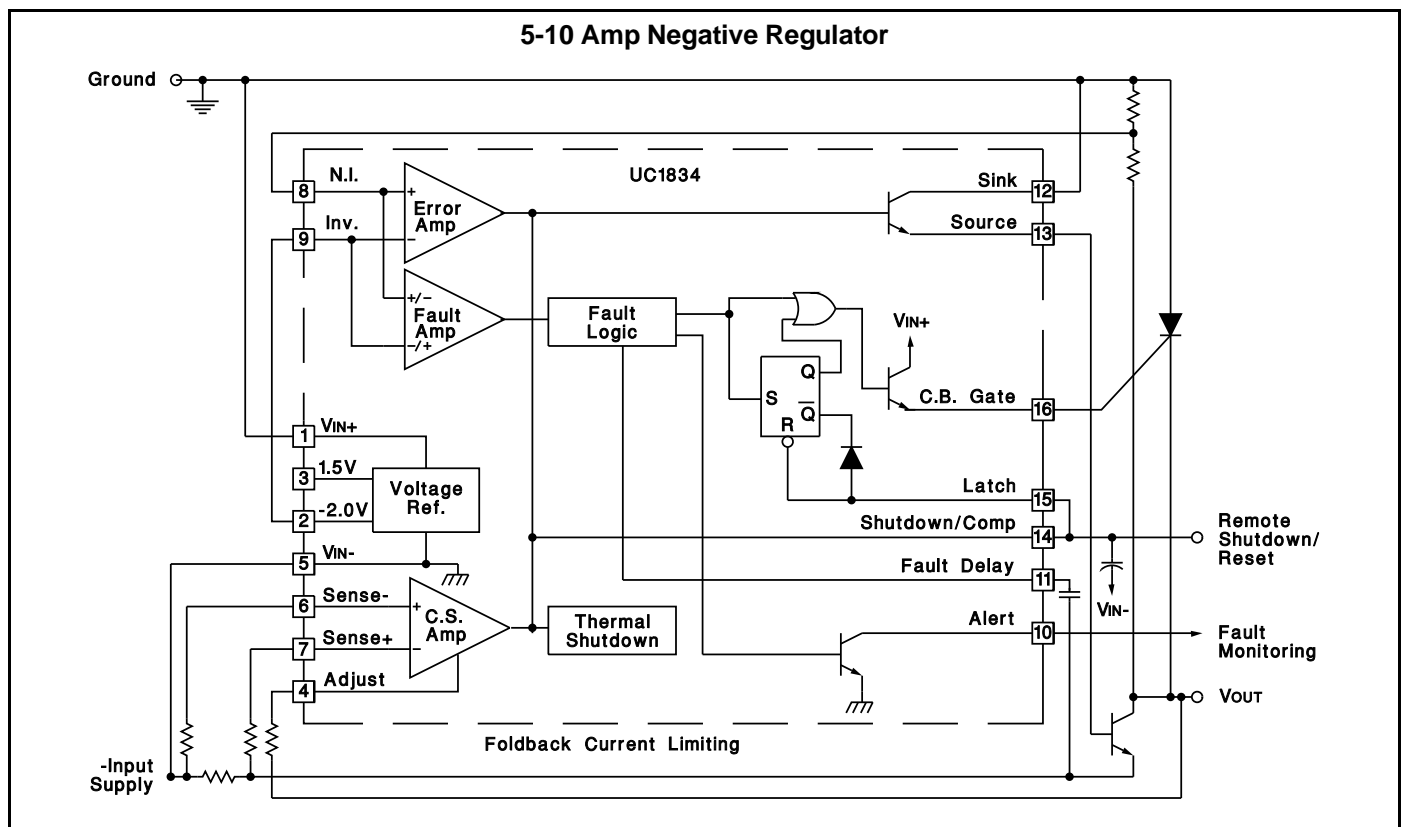 5-10 Amp Negative Regulator
Ground
UC1834
8
N.I.
+
Error
Amp
−
Sink
12
Source
13
9
Inv.
+/−
Fault
Amp
−/+
Fault
Logic
VIN+
S
Q
Q
R
C.B. Gate
16
1
VIN+
3
1.5V
2
-2.0V
Voltage
Ref.
Latch
15
Shutdown/Comp
14
Remote
Shutdown/
Reset
5
VIN-
Fault Delay
11
VIN-
6
Sense-
+
C.S.
Amp
7
Sense+
−
Thermal
Shutdown
Alert
10
Fault
Monitoring
4
Adjust
VOUT
Foldback Current Limiting
-Input
Supply